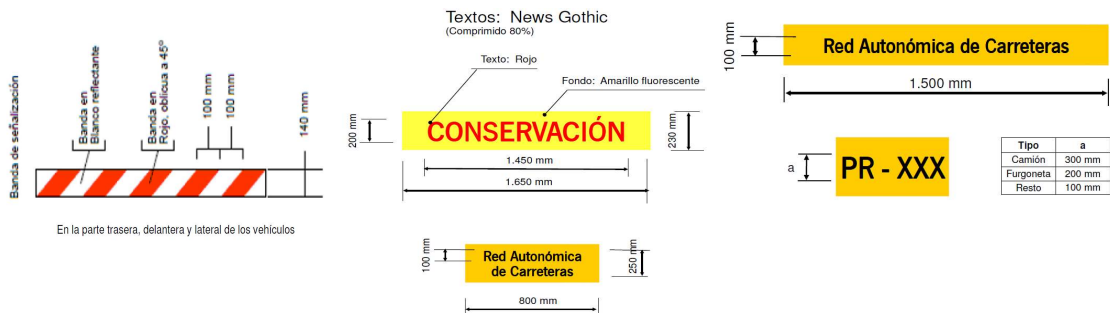 Banda de señalización
Banda en
Blanco reflectante
Banda en
Rojo, oblicua a 45º
100 mm
100 mm
140 mm
En la parte trasera, delantera y lateral de los vehículos
Textos: News Gothic
(Comprimido 80%)
Texto: Rojo
Fondo: Amarillo fluorescente
200 mm
CONSERVACIÓN
230 mm
1.450 mm
1.650 mm
100 mm
Red Autonómica
de Carreteras
250 mm
800 mm
100 mm
Red Autonómica de Carreteras
1.500 mm
a
PR - XXX
Tipo a
Camión 300 mm
Furgoneta 200 mm
Resto 100 mm